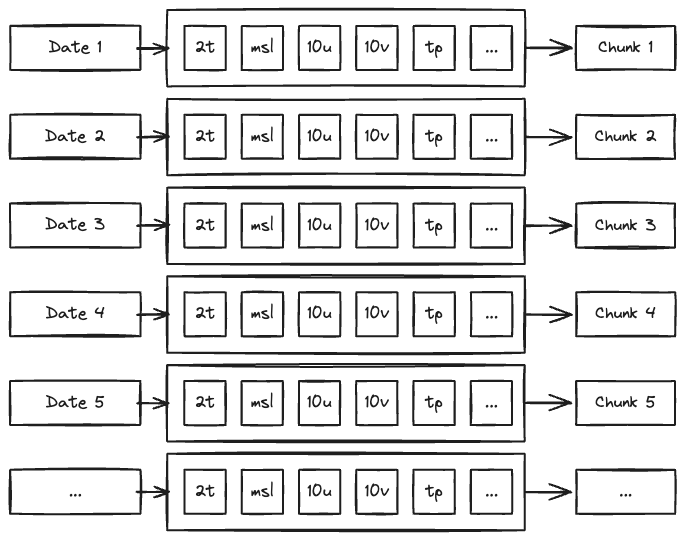 Date 1 2t msl 10u 10v tp ... Chunk 1
Date 2 2t msl 10u 10v tp ... Chunk 2
Date 3 2t msl 10u 10v tp ... Chunk 3
Date 4 2t msl 10u 10v tp ... Chunk 4
Date 5 2t msl 10u 10v tp ... Chunk 5
... 2t msl 10u 10v tp ... ...